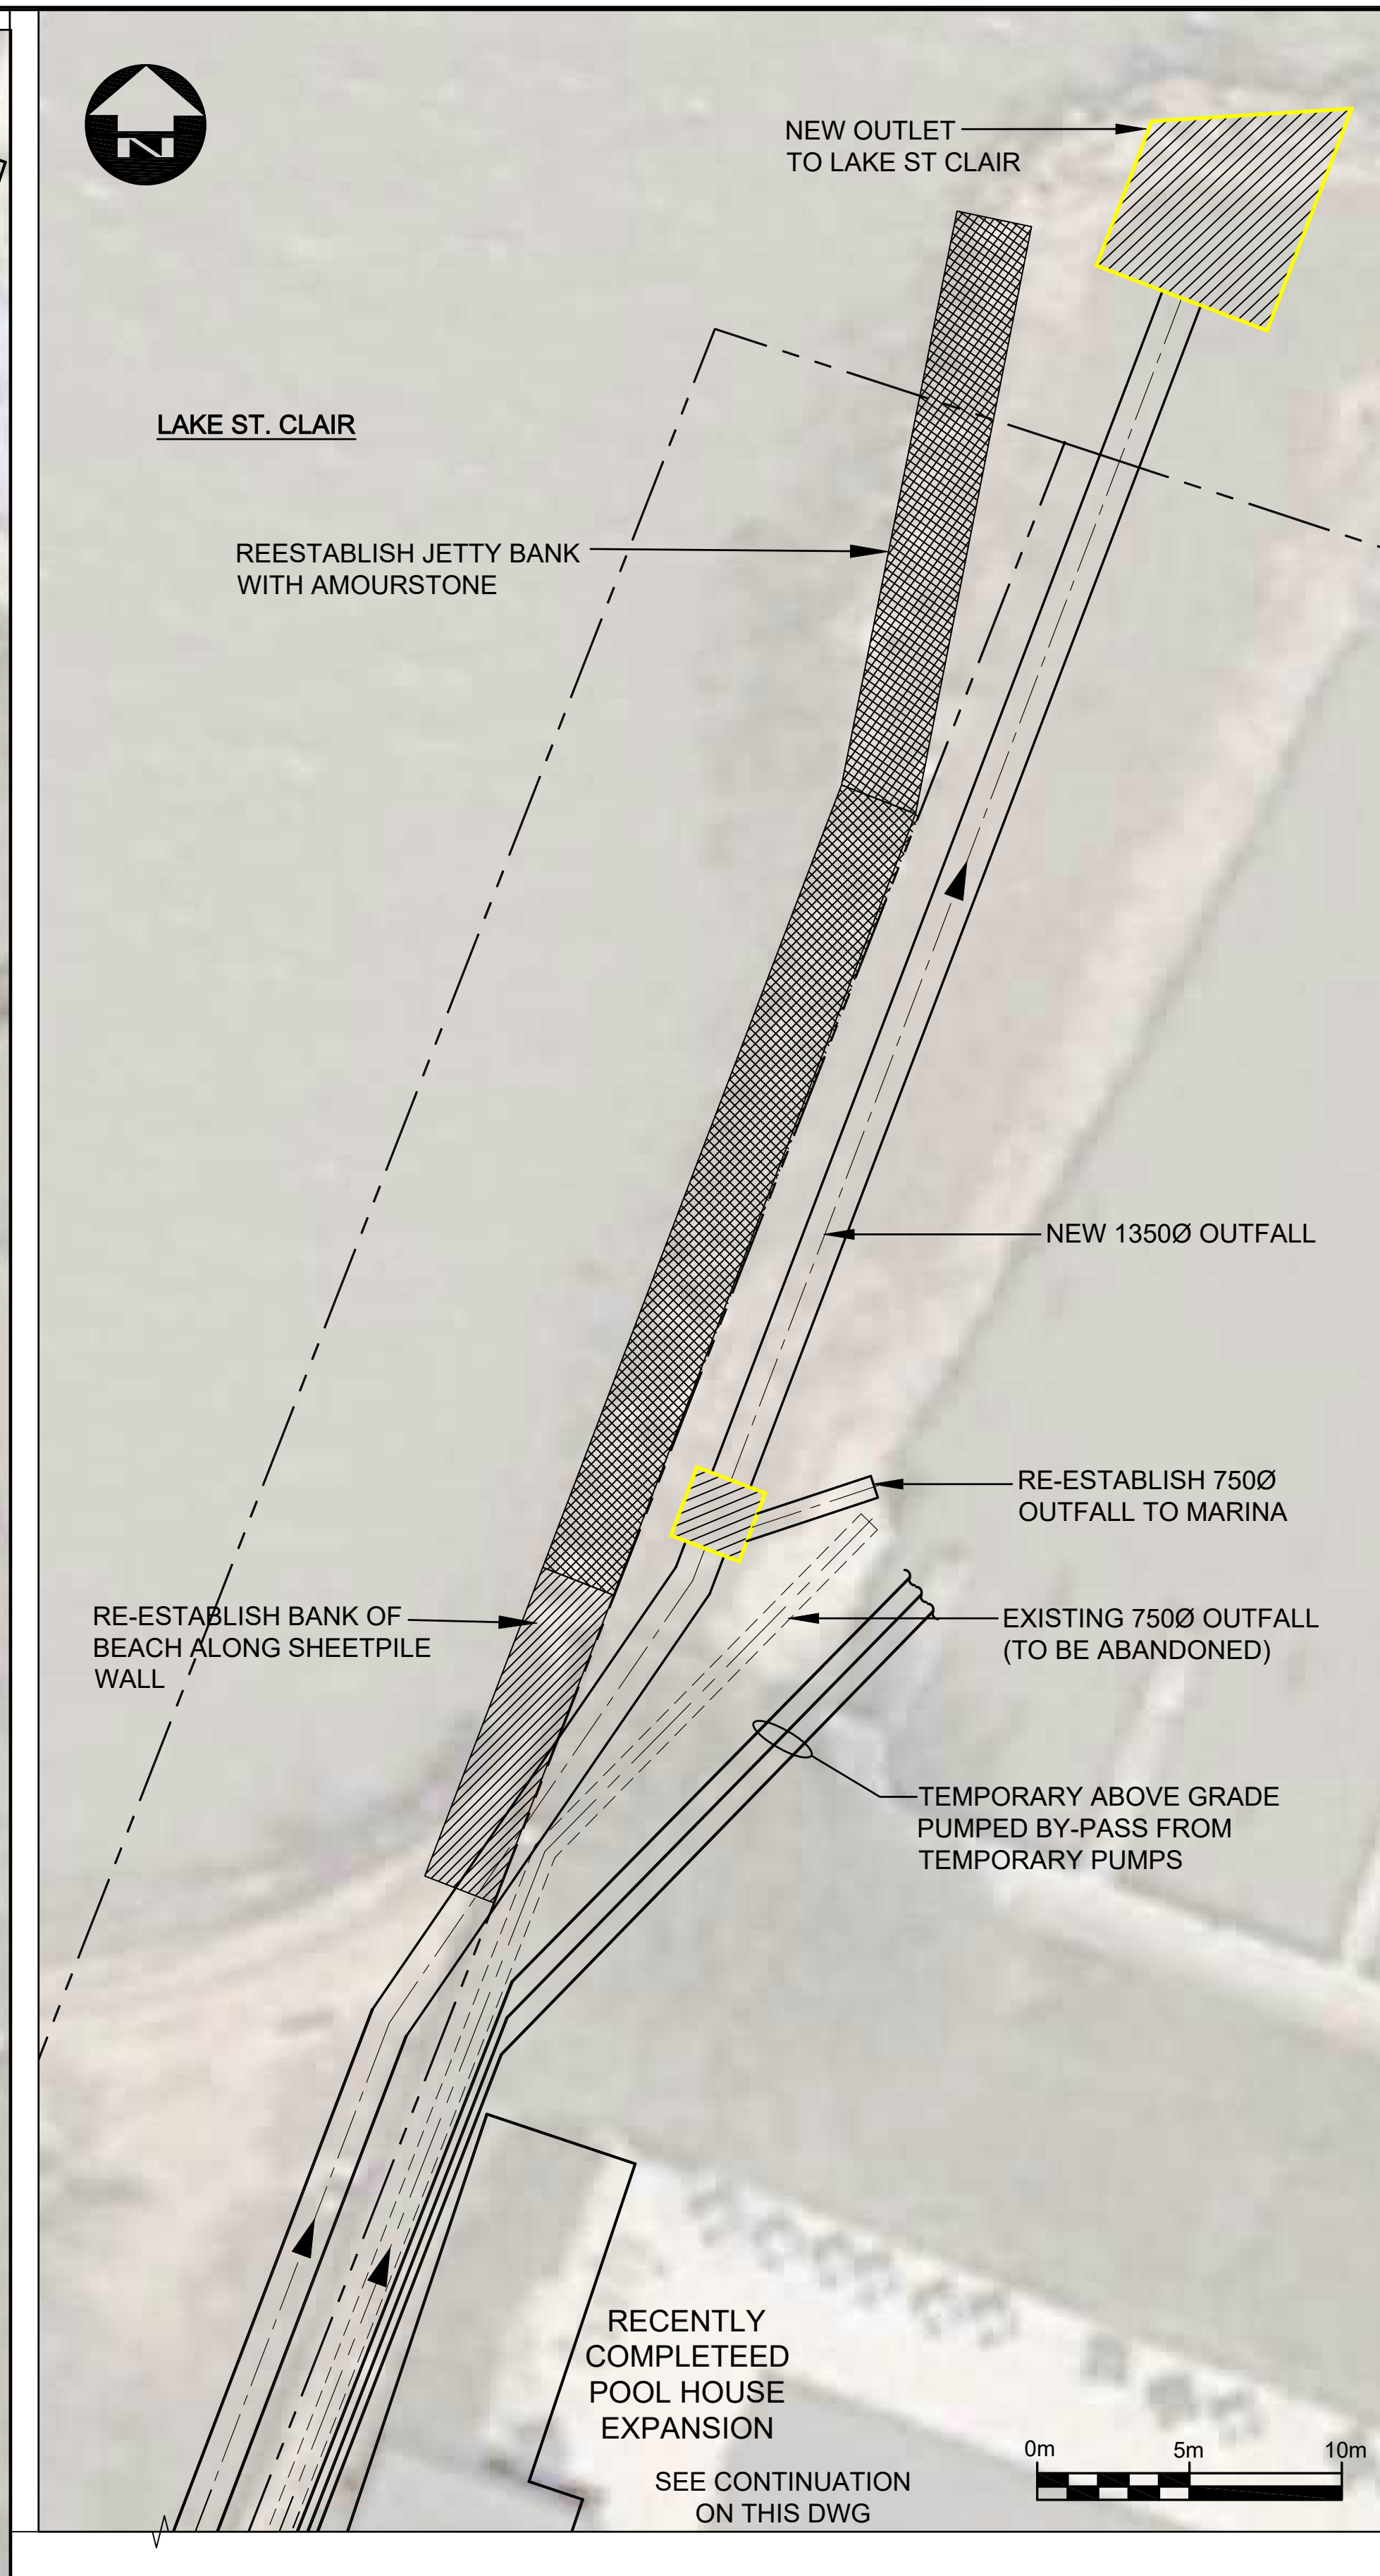 N
NEW OUTLET
TO LAKE ST CLAIR
LAKE ST. CLAIR
REESTABLISH JETTY BANK
WITH AMOURSTONE
NEW 1350Ø OUTFALL
RE-ESTABLISH 750Ø
OUTFALL TO MARINA
RE-ESTABLISH BANK OF
BEACH ALONG SHEETPILE
WALL
EXISTING 750Ø OUTFALL
(TO BE ABANDONED)
TEMPORARY ABOVE GRADE
PUMPED BY-PASS FROM
TEMPORARY PUMPS
RECENTLY
COMPLETEED
POOL HOUSE
EXPANSION
SEE CONTINUATION
ON THIS DWG
0m 5m 10m